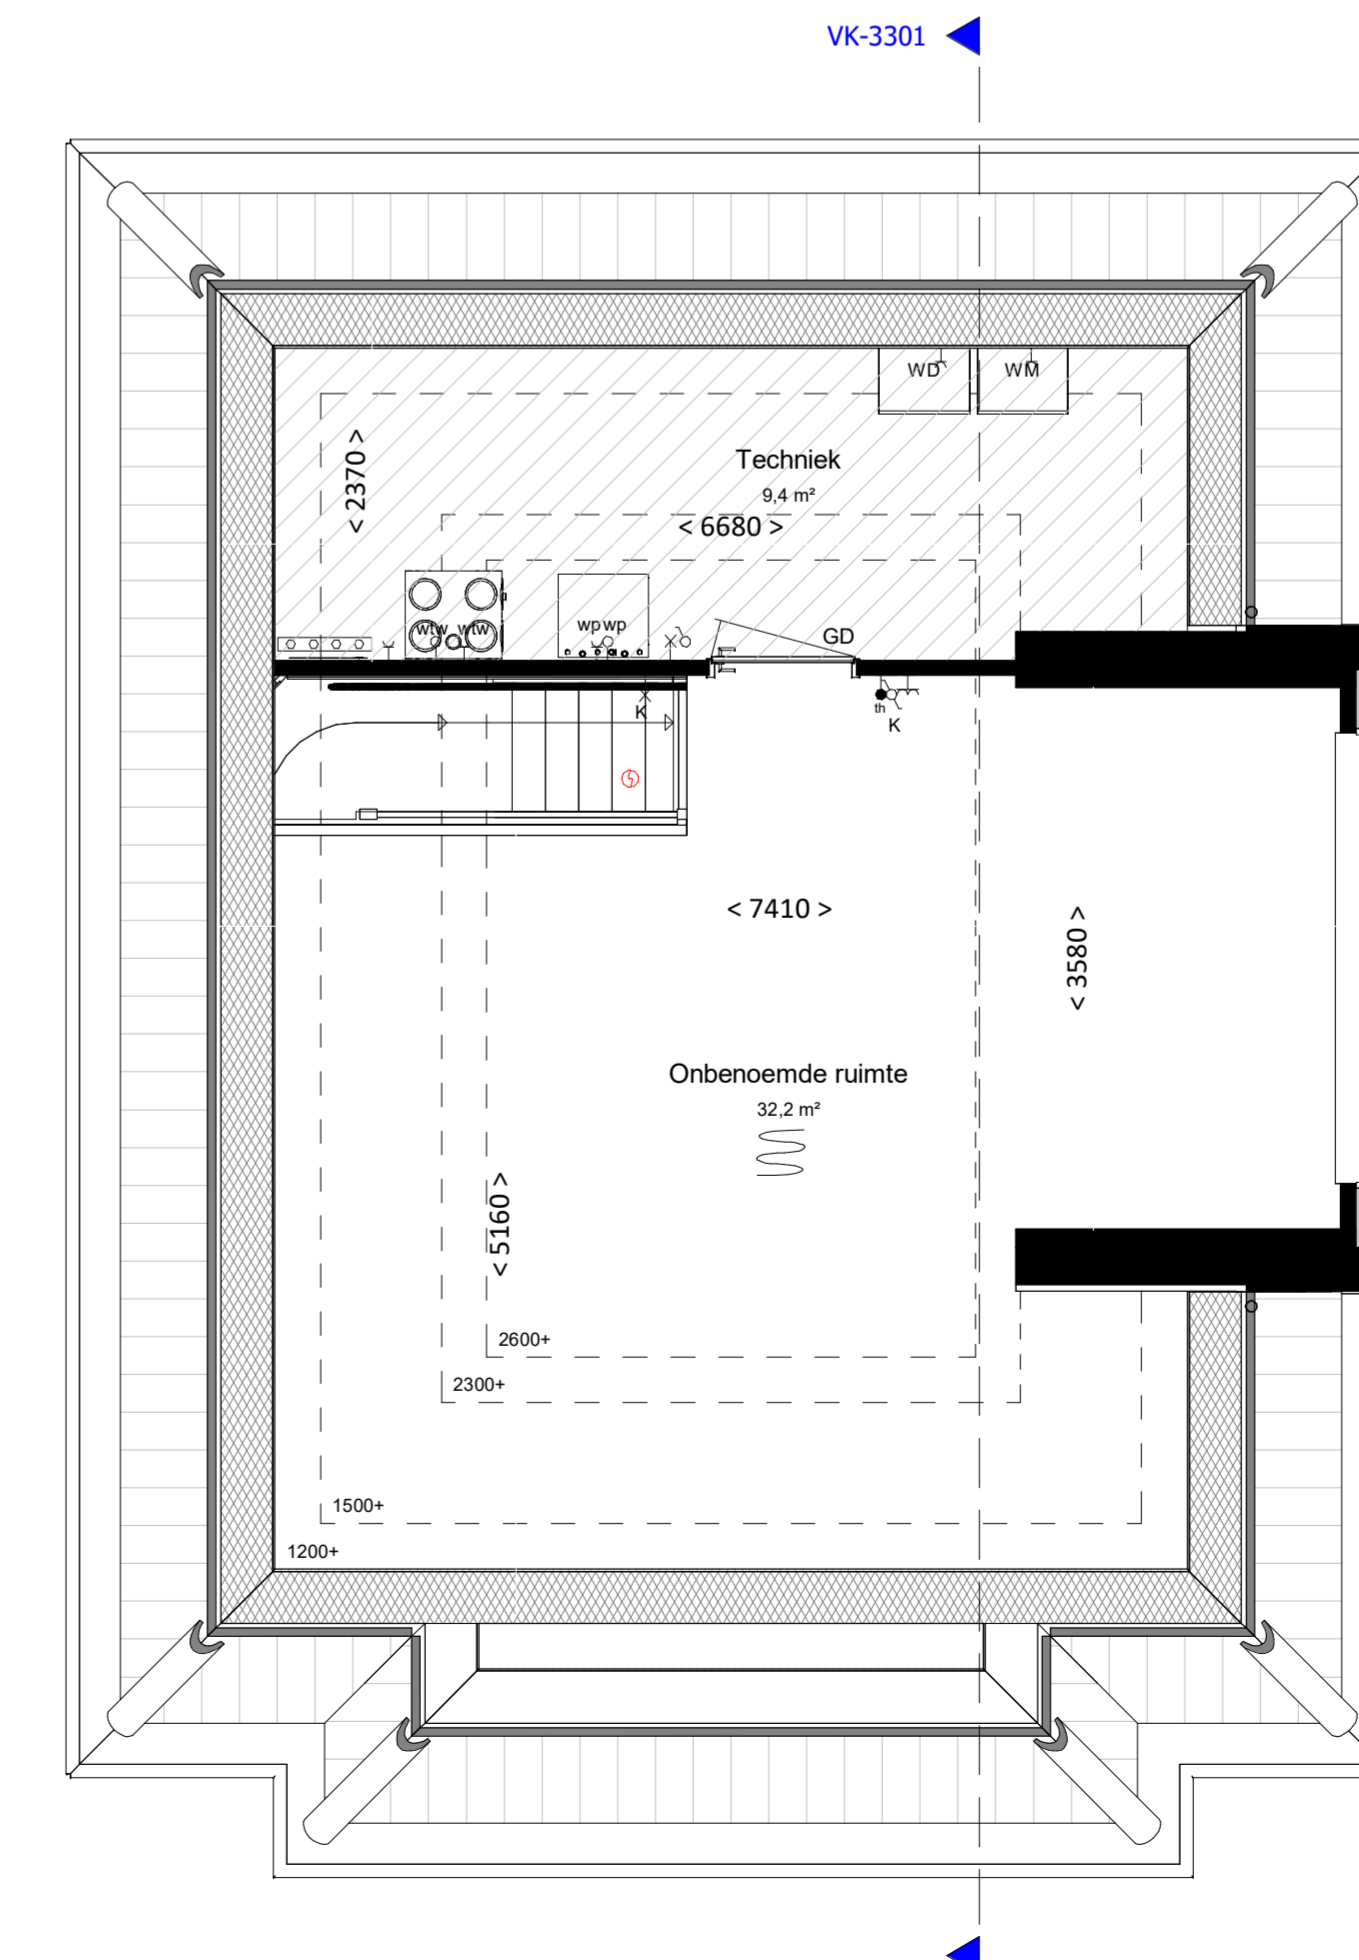 VK-3301
WD
WM
Techniek
9,4 m²
< 2370 >
< 6680 >
wtw wtw
wp wp
GD
K
th
K
< 7410 >
< 3580 >
Onbenoemde ruimte
32,2 m²
< 5160 >
2600+
2300+
1500+
1200+